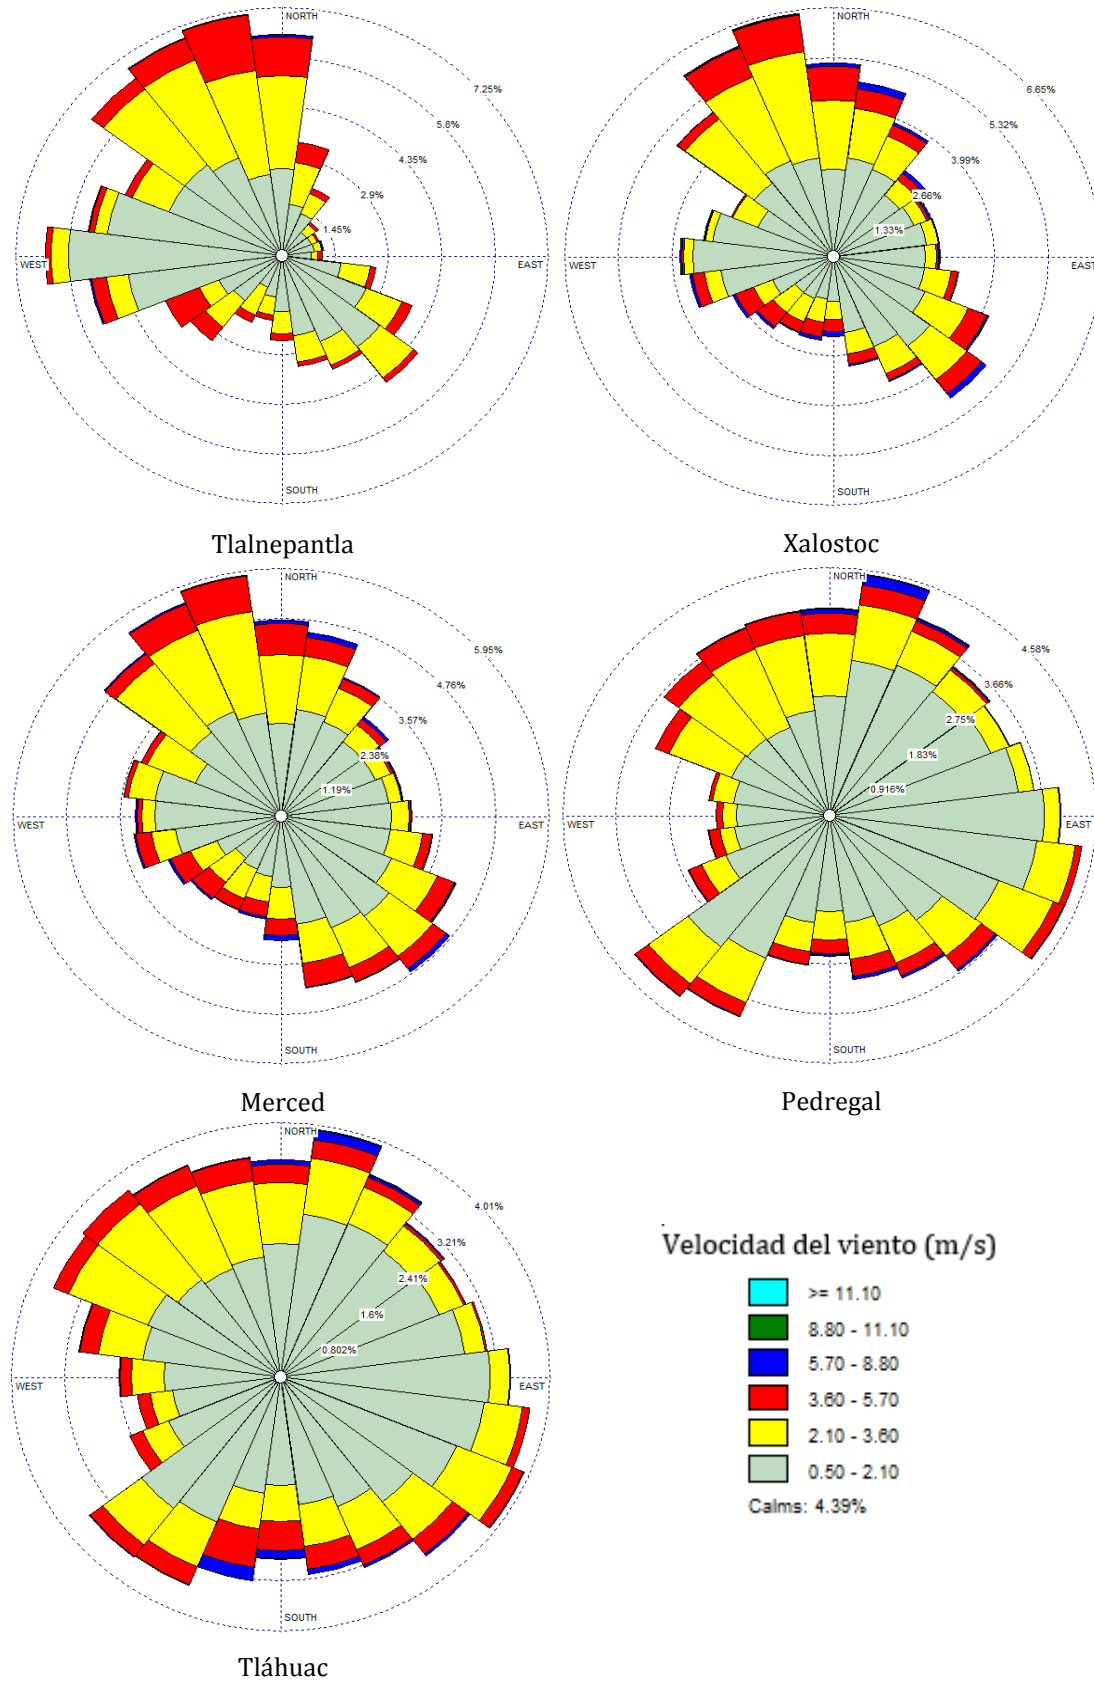 NORTH
7.25%
5.8%
4.35%
2.9%
1.45%
WEST
EAST
SOUTH
Tlalnepantla
NORTH
6.65%
5.32%
3.99%
2.66%
1.33%
WEST
EAST
SOUTH
Xalostoc
NORTH
5.95%
4.76%
3.57%
2.38%
1.19%
WEST
EAST
SOUTH
Merced
NORTH
4.58%
3.66%
2.75%
1.83%
0.916%
WEST
EAST
SOUTH
Pedregal
NORTH
4.01%
3.21%
2.41%
1.6%
0.802%
WEST
EAST
SOUTH
Tláhuac
Velocidad del viento (m/s)
>= 11.10
8.80 - 11.10
5.70 - 8.80
3.60 - 5.70
2.10 - 3.60
0.50 - 2.10
Calms: 4.39%